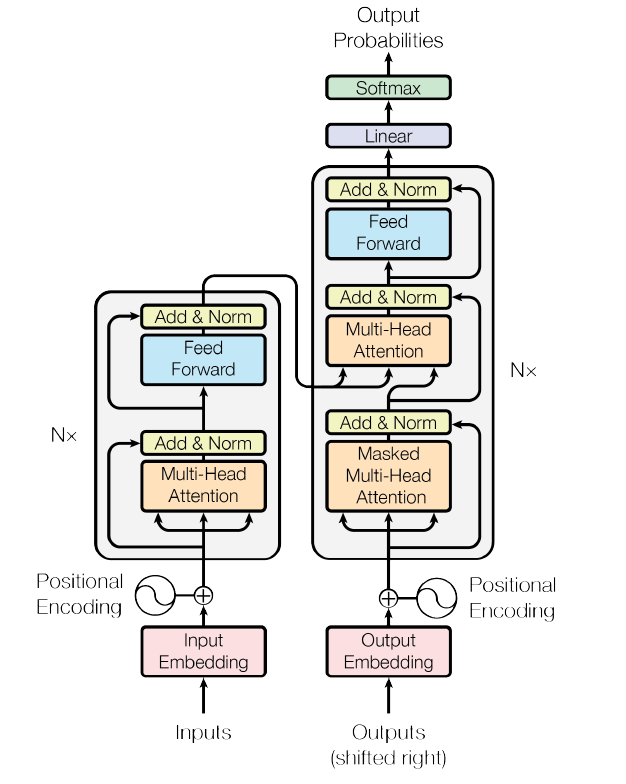 Output
Probabilities
Softmax
Linear
Add & Norm
Feed
Forward
Add & Norm
Multi-Head
Attention
Nx
Add & Norm
Masked
Multi-Head
Attention
Add & Norm
Feed
Forward
Nx
Add & Norm
Multi-Head
Attention
Positional
Encoding
Positional
Encoding
Input
Embedding
Output
Embedding
Inputs
Outputs
(shifted right)